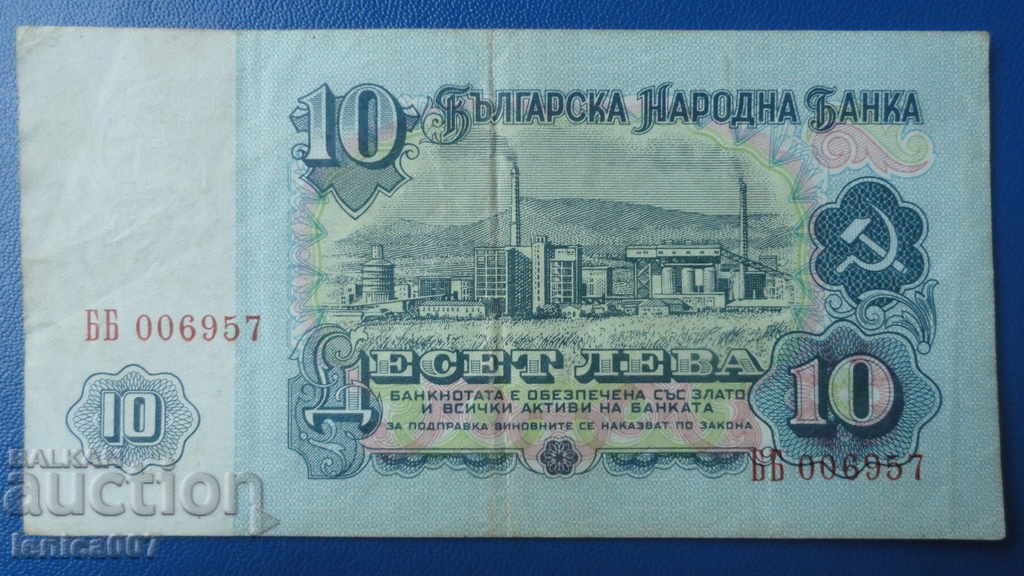 10 БЪЛГАРСКА НАРОДНА БАНКА
ББ 006957
ДЕСЕТ ЛЕВА
БАНКНОТАТА Е ОБЕЗПЕЧЕНА СЪС ЗЛАТО
И ВСИЧКИ АКТИВИ НА БАНКАТА
ЗА ПОДПРАВКА ВИНОВНИТЕ СЕ НАКАЗВАТ ПО ЗАКОНА
10
10
ББ 006957
BALKAN
auction
ienica007